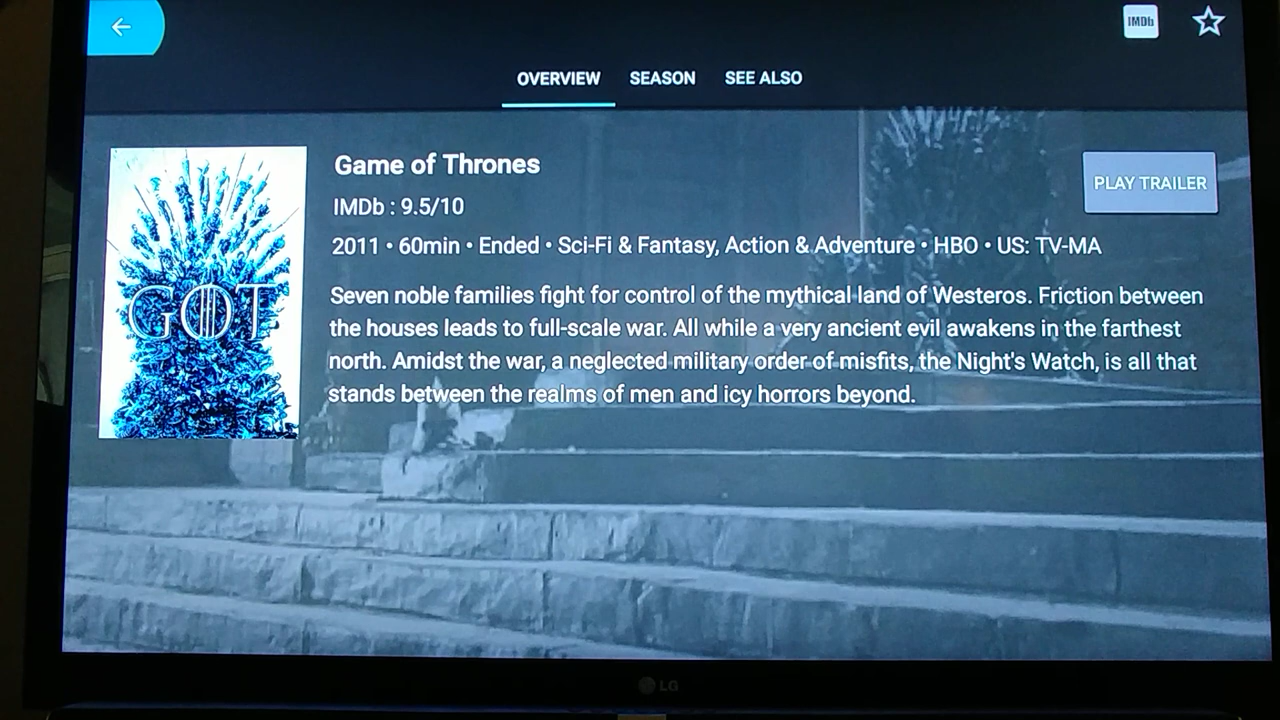 IMDb
OVERVIEW SEASON SEE ALSO
Game of Thrones
PLAY TRAILER
IMDb : 9.5/10
2011 • 60min • Ended • Sci-Fi & Fantasy, Action & Adventure • HBO • US: TV-MA
Seven noble families fight for control of the mythical land of Westeros. Friction between
the houses leads to full-scale war. All while a very ancient evil awakens in the farthest
north. Amidst the war, a neglected military order of misfits, the Night's Watch, is all that
stands between the realms of men and icy horrors beyond.
GOT
LG